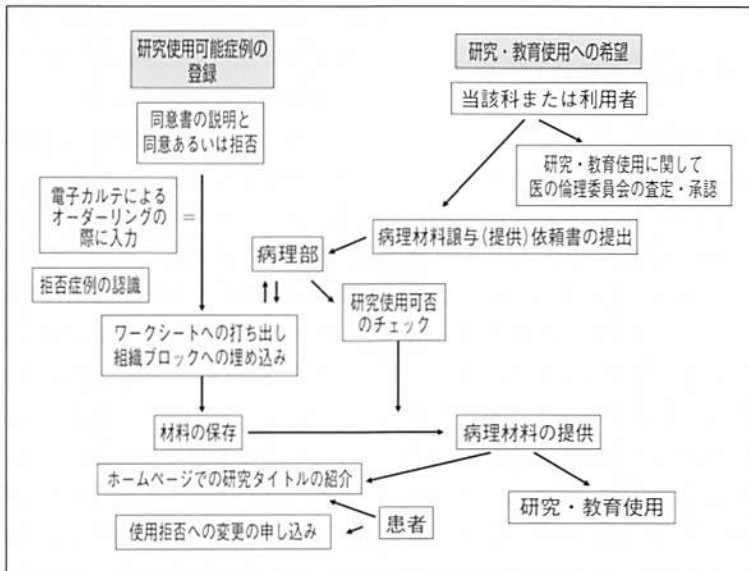 研究使用可能症例の
登録
研究・教育使用への希望
同意書の説明と
同意あるいは拒否
当該科または利用者
研究・教育使用に関して
医の倫理委員会の査定・承認
電子カルテによる
オーダーリングの
際に入力
=
病理材料譲与(提供)依頼書の提出
病理部
拒否症例の認識
研究使用可否
のチェック
ワークシートへの打ち出し
組織ブロックへの埋め込み
材料の保存
病理材料の提供
ホームページでの研究タイトルの紹介
研究・教育使用
患者
使用拒否への変更の申し込み